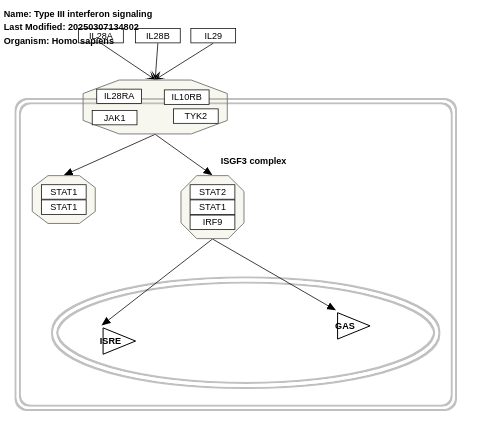 Name: Type III interferon signaling
Last Modified: 20250307134802
Organism: Homo sapiens
IL28A
IL28B
IL29
IL28RA
IL10RB
JAK1
TYK2
ISGF3 complex
STAT1
STAT1
STAT2
STAT1
IRF9
GAS
ISRE